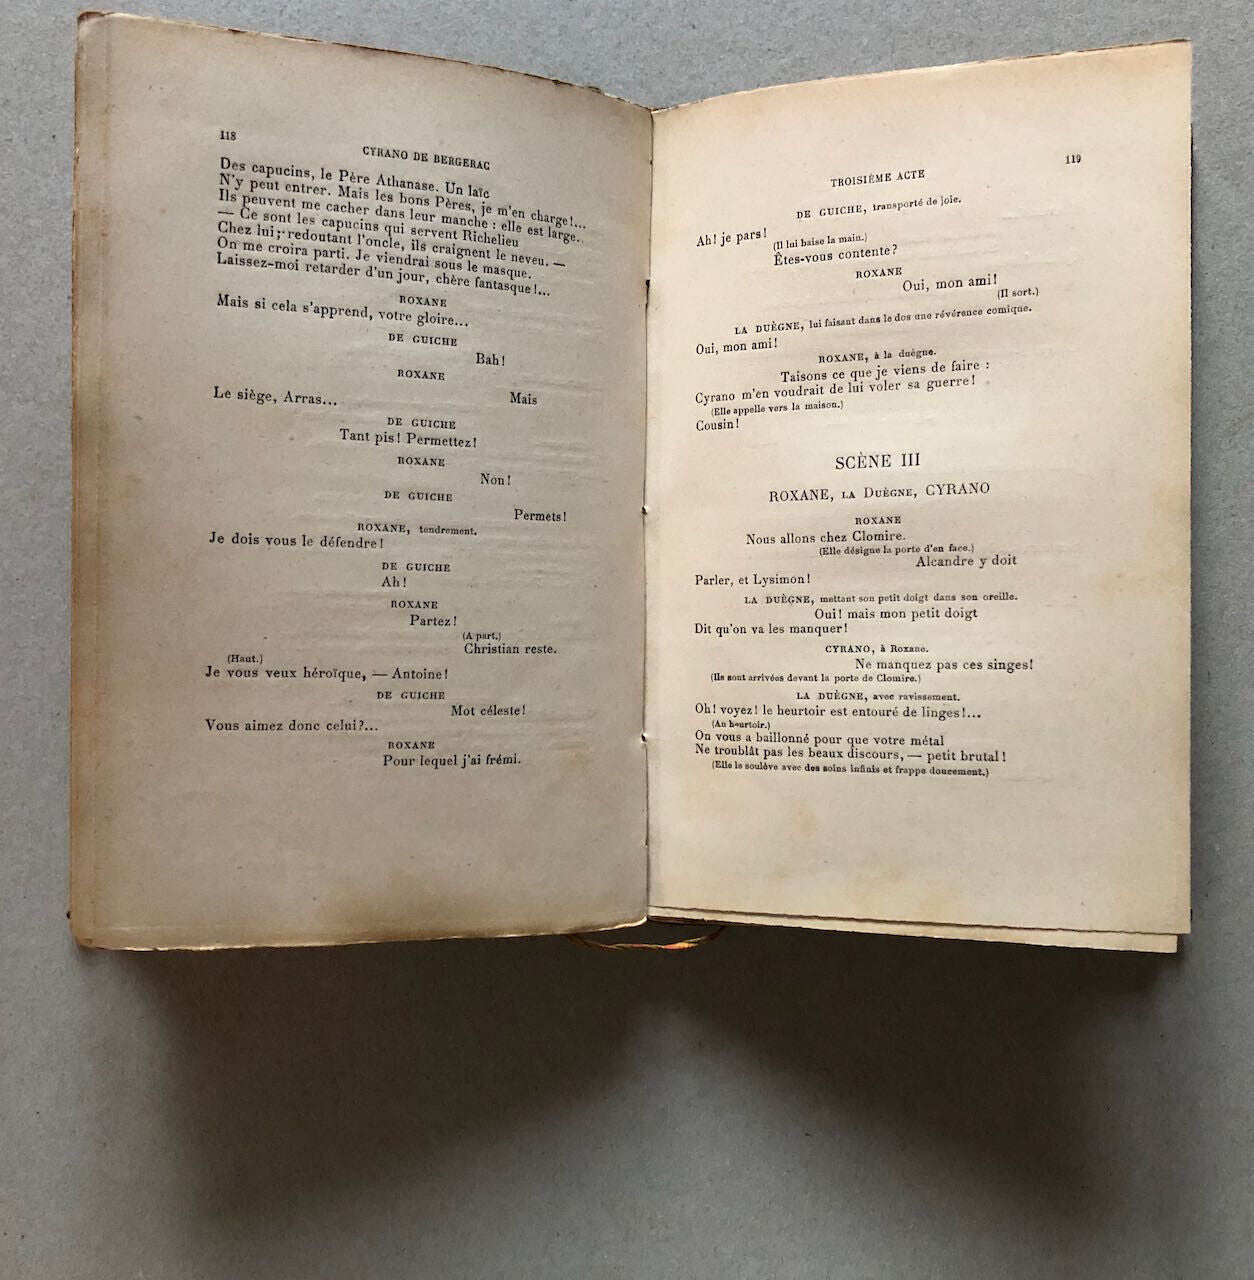 118
CYRANO DE BERGERAC
Des capucins, le Père Athanase. Un laïc
N'y peut entrer. Mais les bons Pères, je m'en charge!...
Ils peuvent me cacher dans leur manche : elle est large.
— Ce sont les capucins qui servent Richelieu
Chez lui; redoutant l'oncle, ils craignent le neveu. —
On me croira parti. Je viendrai sous le masque.
Laissez-moi retarder d'un jour, chère fantasque!...
ROXANE
Mais si cela s'apprend, votre gloire...
DE GUICHE
Bah!
ROXANE
Mais
Le siège, Arras...
DE GUICHE
Tant pis! Permettez!
ROXANE
Non!
DE GUICHE
Permets!
ROXANE, tendrement.
Je dois vous le défendre!
DE GUICHE
Ah!
ROXANE
Partez!
(A part.)
Christian reste.
(Haut.)
Je vous veux héroïque, — Antoine!
DE GUICHE
Mot céleste!
Vous aimez donc celui?...
ROXANE
Pour lequel j'ai frémi.
119
TROISIÈME ACTE
DE GUICHE, transporté de joie.
Ah! je pars!
(Il lui baise la main.)
Êtes-vous contente?
ROXANE
Oui, mon ami!
(Il sort.)
LA DUÈGNE, lui faisant dans le dos une révérence comique.
Oui, mon ami!
ROXANE, à la duègne.
Taisons ce que je viens de faire :
Cyrano m'en voudrait de lui voler sa guerre!
(Elle appelle vers la maison.)
Cousin!
SCÈNE III
ROXANE, LA DUÈGNE, CYRANO
ROXANE
Nous allons chez Clomire.
(Elle désigne la porte d'en face.)
Alcandre y doit
Parler, et Lysimon!
LA DUÈGNE, mettant son petit doigt dans son oreille.
Oui! mais mon petit doigt
Dit qu'on va les manquer!
CYRANO, à Roxane.
Ne manquez pas ces singes!
(Ils sont arrivées devant la porte de Clomire.)
LA DUÈGNE, avec ravissement.
Oh! voyez! le heurtoir est entouré de linges!...
(Au heurtoir.)
On vous a baillonné pour que votre métal
Ne troublât pas les beaux discours, — petit brutal!
(Elle le soulève avec des soins infinis et frappe doucement.)